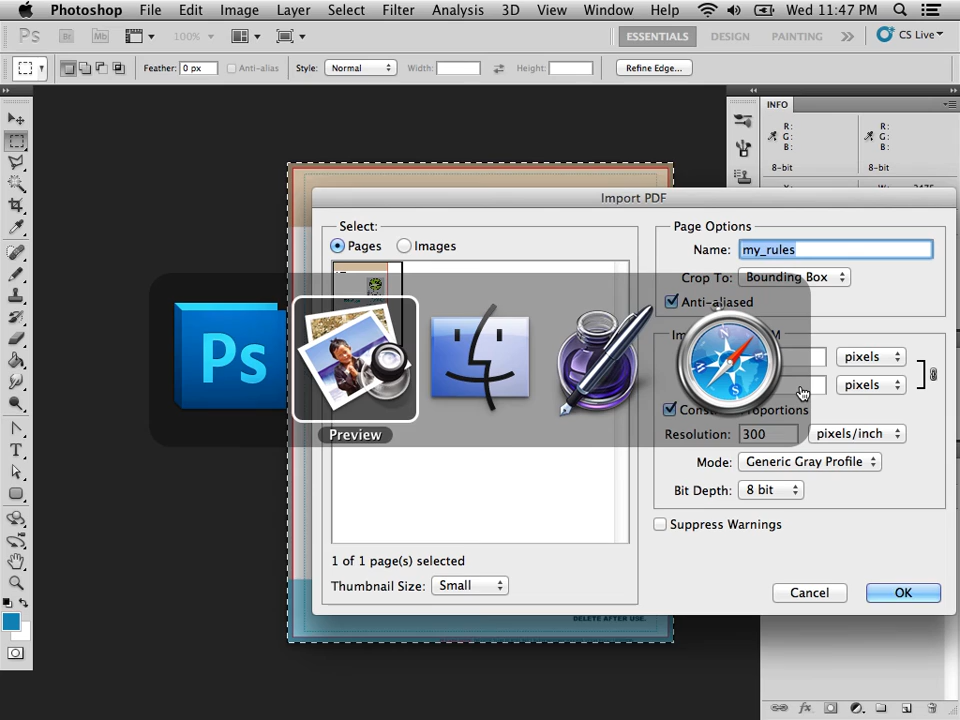 Photoshop File Edit Image Layer Select Filter Analysis 3D View Window Help Wed 11:47 PM
Ps Br Mb 100% ESSENTIALS DESIGN PAINTING CS Live
Feather: 0 px Anti-alias Style: Normal Width: Height: Refine Edge...
INFO
R: R:
G: G:
B: B:
8-bit 8-bit
Import PDF
Select:
Pages Images
Page Options
Name: my_rules
Crop To: Bounding Box
Anti-aliased
pixels
pixels
Resolution: 300 pixels/inch
Mode: Generic Gray Profile
Bit Depth: 8 bit
Suppress Warnings
Ps
Preview
1 of 1 page(s) selected
Thumbnail Size: Small
Cancel OK
DELETE AFTER USE.